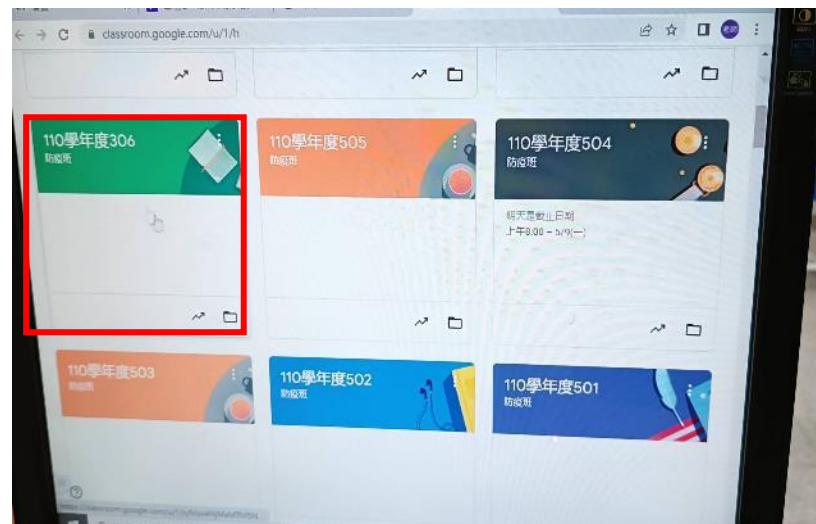 classroom.google.com/u/1/h
110學年度306
防疫班
110學年度505
防疫班
110學年度504
防疫班
明天是截止日期
上午8:00 – 5/9(一)
110學年度503
防疫班
110學年度502
防疫班
110學年度501
防疫班